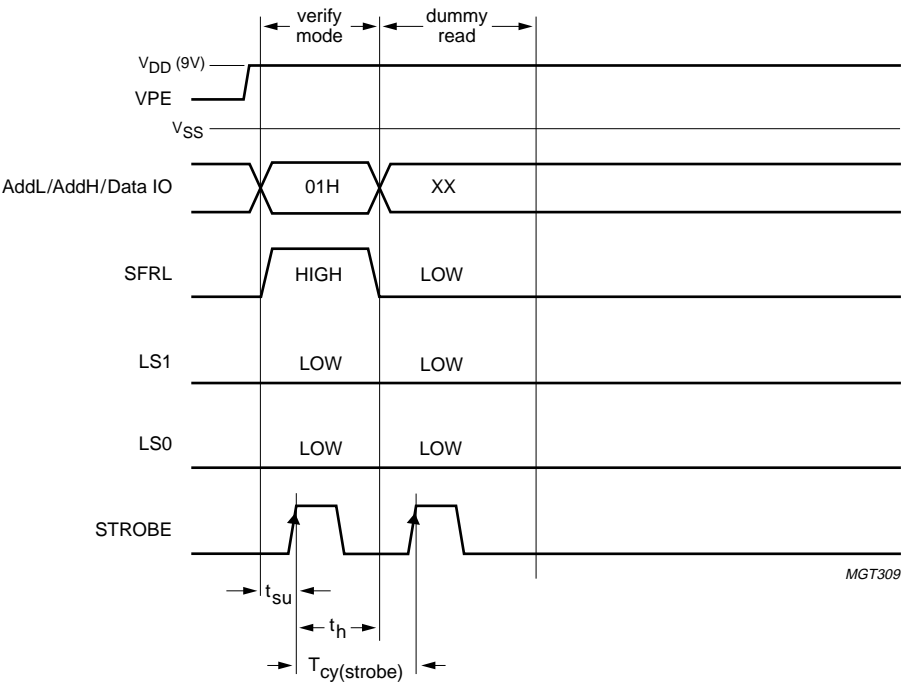 verify mode
dummy read
VDD (9V)
VPE
VSS
AddL/AddH/Data IO
01H
XX
SFRL
HIGH
LOW
LS1
LOW
LOW
LS0
LOW
LOW
STROBE
MGT309
tsu
th
Tcy(strobe)